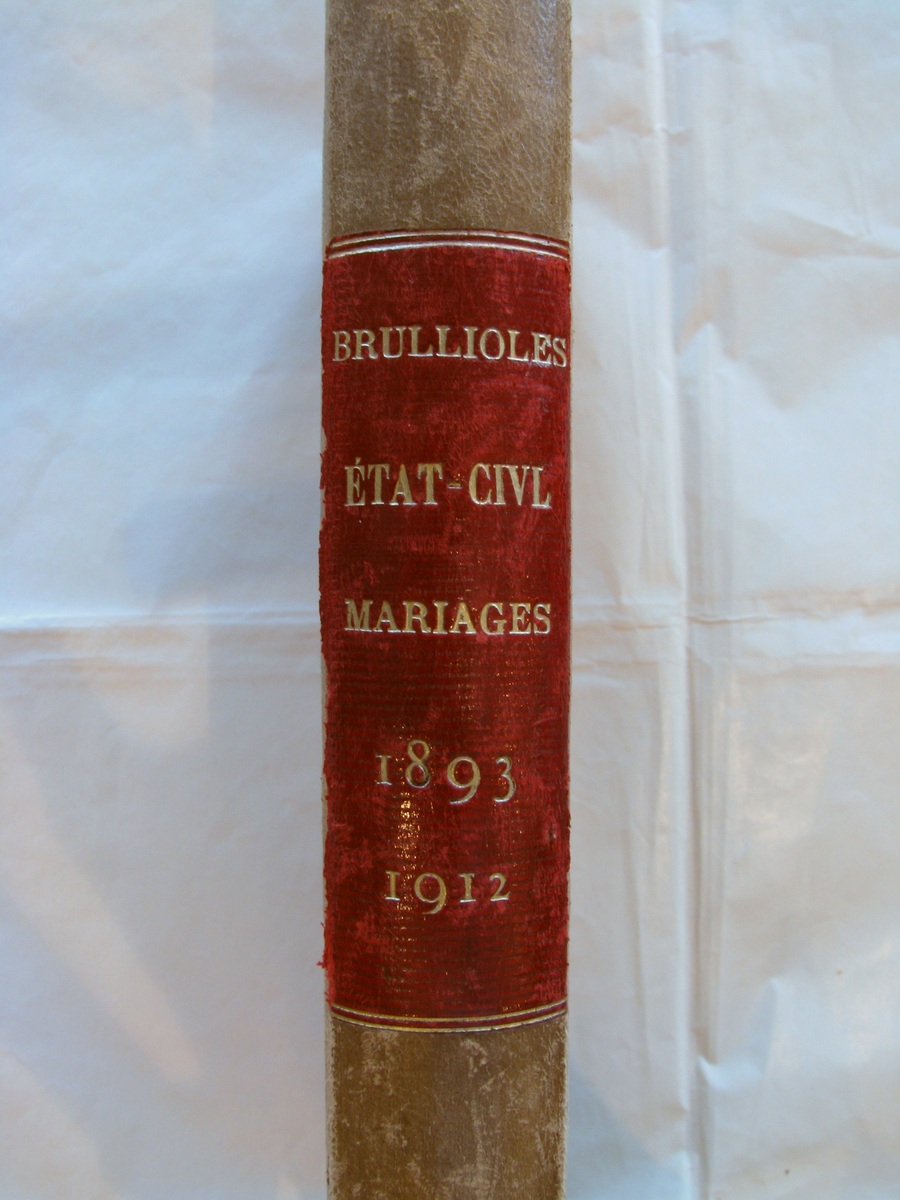 BRULLIOLES
ÉTAT-CIVL
MARIAGES
1893
1912